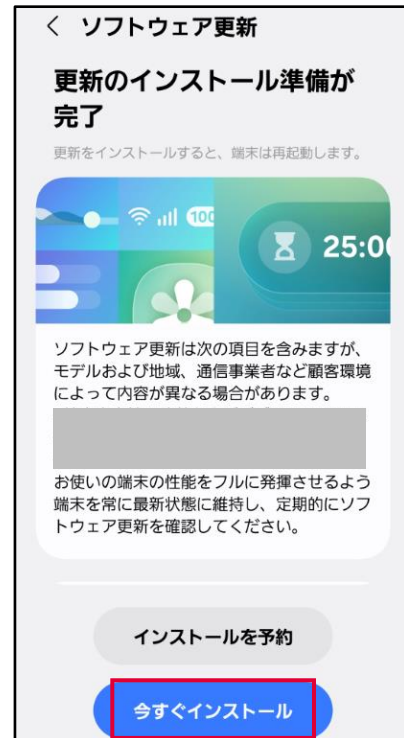 < ソフトウェア更新
更新のインストール準備が
完了
更新をインストールすると、端末は再起動します。
100
25:00
ソフトウェア更新は次の項目を含みますが、
モデルおよび地域、通信事業者など顧客環境
によって内容が異なる場合があります。
お使いの端末の性能をフルに発揮させるよう
端末を常に最新状態に維持し、定期的にソフ
トウェア更新を確認してください。
インストールを予約
今すぐインストール